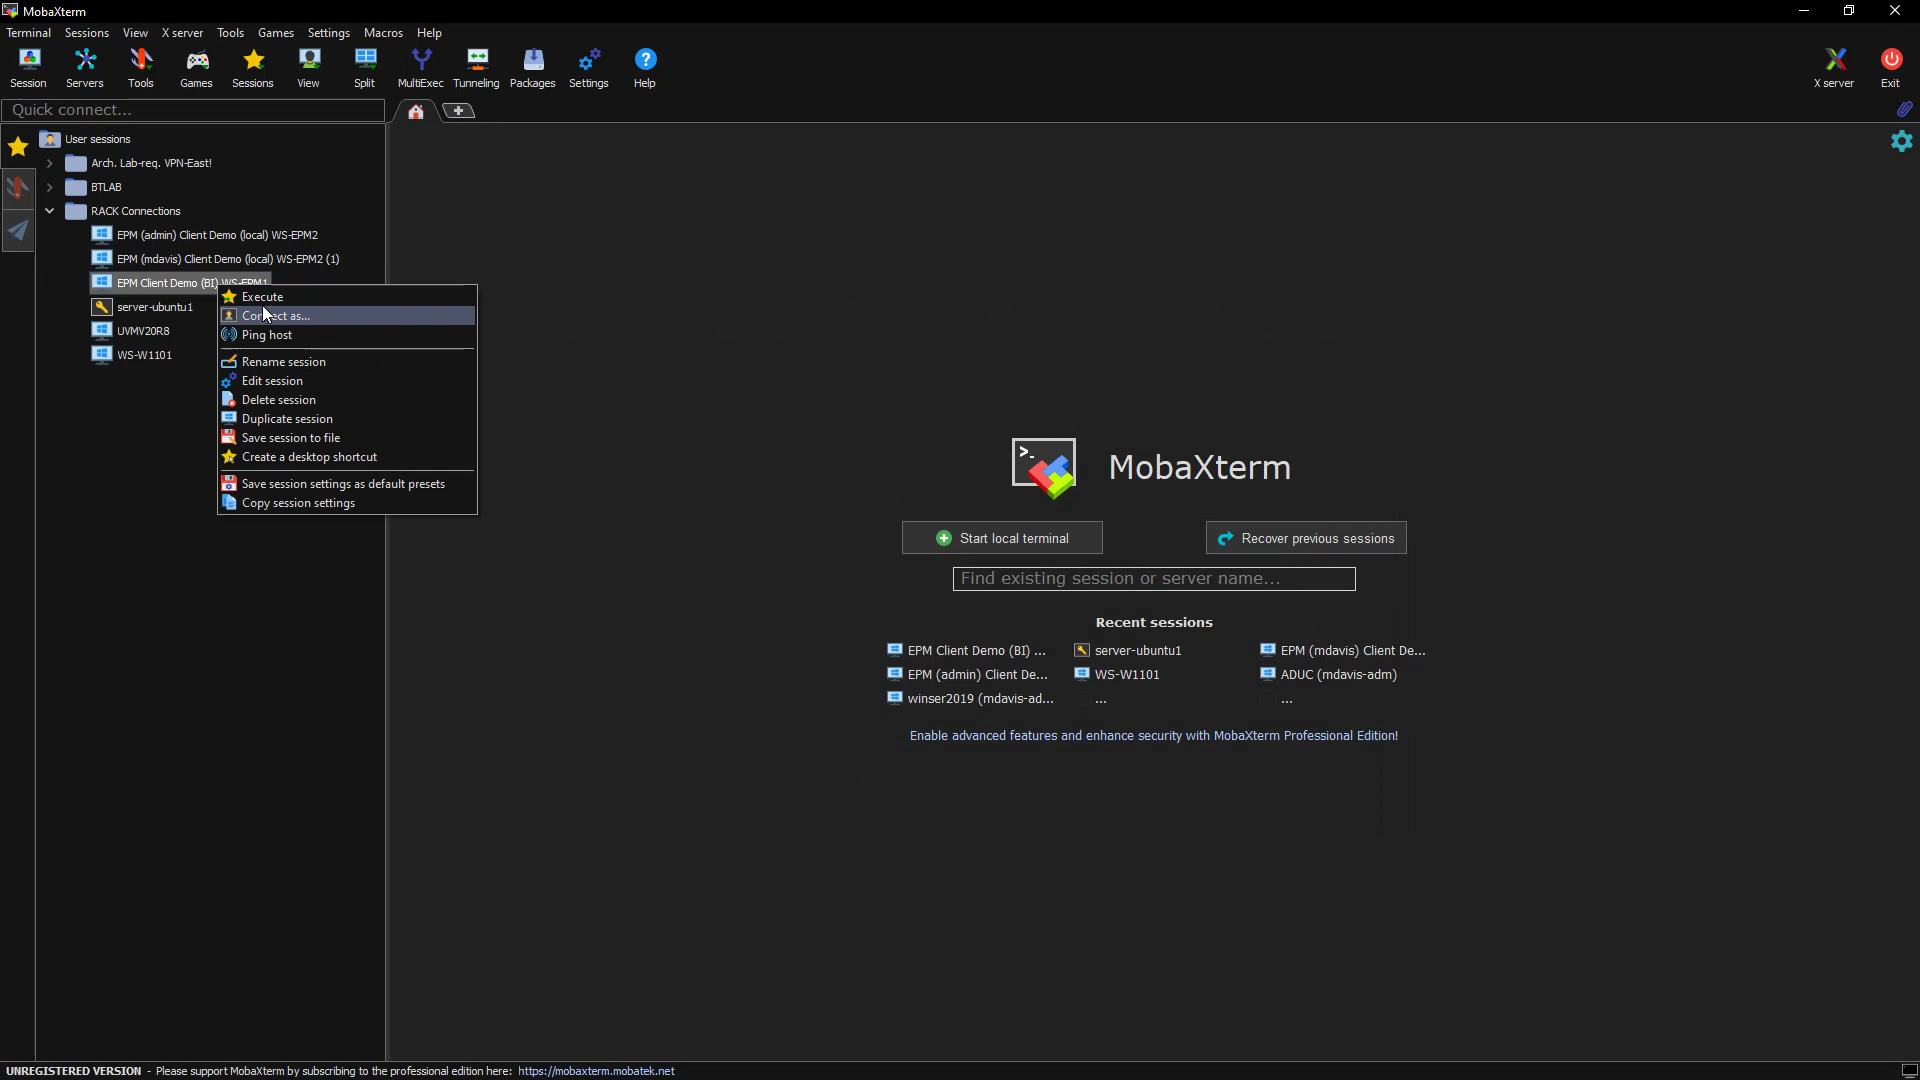 MobaXterm
Terminal Sessions View X server Tools Games Settings Macros Help
Session Servers Tools Games Sessions View Split MultiExec Tunneling Packages Settings Help X server Exit
Quick connect...
User sessions
Arch. Lab-req. VPN-East!
BTLAB
RACK Connections
EPM (admin) Client Demo (local) WS-EPM2
EPM (mdavis) Client Demo (local) WS-EPM2 (1)
EPM Client Demo (BI) WS-EPM1
server-ubuntu1
UVMV20R8
WS-W1101
Execute
Connect as...
Ping host
Rename session
Edit session
Delete session
Duplicate session
Save session to file
Create a desktop shortcut
Save session settings as default presets
Copy session settings
MobaXterm
Start local terminal Recover previous sessions
Find existing session or server name...
Recent sessions
EPM Client Demo (BI) ... server-ubuntu1 EPM (mdavis) Client De...
EPM (admin) Client De... WS-W1101 ADUC (mdavis-adm)
winser2019 (mdavis-ad... ... ...
Enable advanced features and enhance security with MobaXterm Professional Edition!
UNREGISTERED VERSION - Please support MobaXterm by subscribing to the professional edition here: https://mobaxterm.mobatek.net